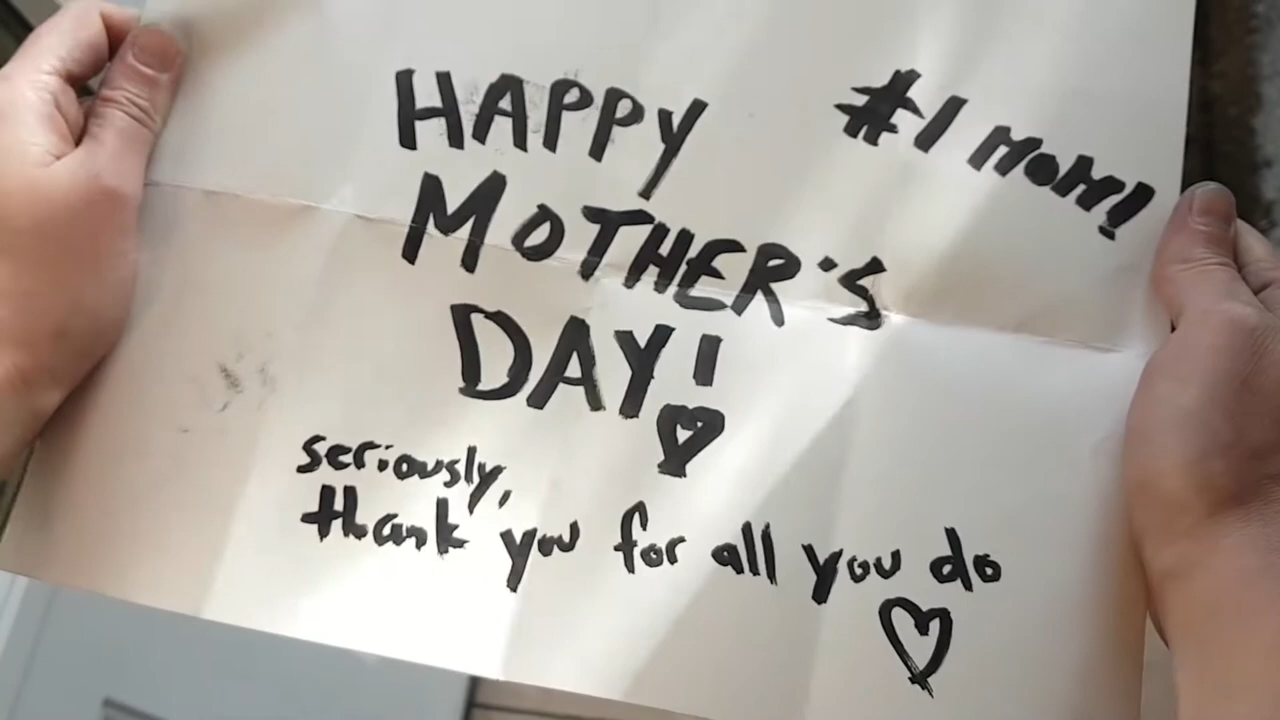 HAPPY
MOTHER'S
DAY!
#1 MOM!
seriously,
thank you for all you do